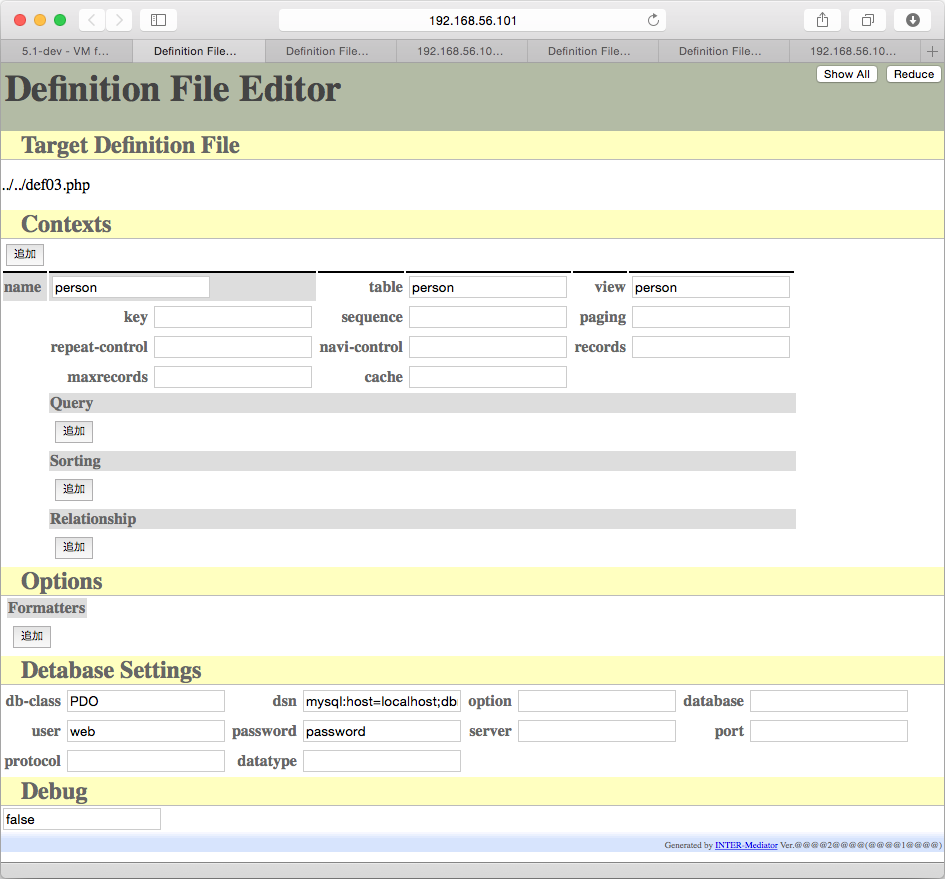 192.168.56.101
5.1-dev - VM f… Definition File… Definition File… 192.168.56.10… Definition File… Definition File… 192.168.56.10… +
Definition File Editor
Show All Reduce
Target Definition File
../../def03.php
Contexts
追加
name person table person view person
key sequence paging
repeat-control navi-control records
maxrecords cache
Query
追加
Sorting
追加
Relationship
追加
Options
Formatters
追加
Detabase Settings
db-class PDO dsn mysql:host=localhost;db option database
user web password password server port
protocol datatype
Debug
false
Generated by INTER-Mediator Ver.@@@@2@@@@(@@@@1@@@@)